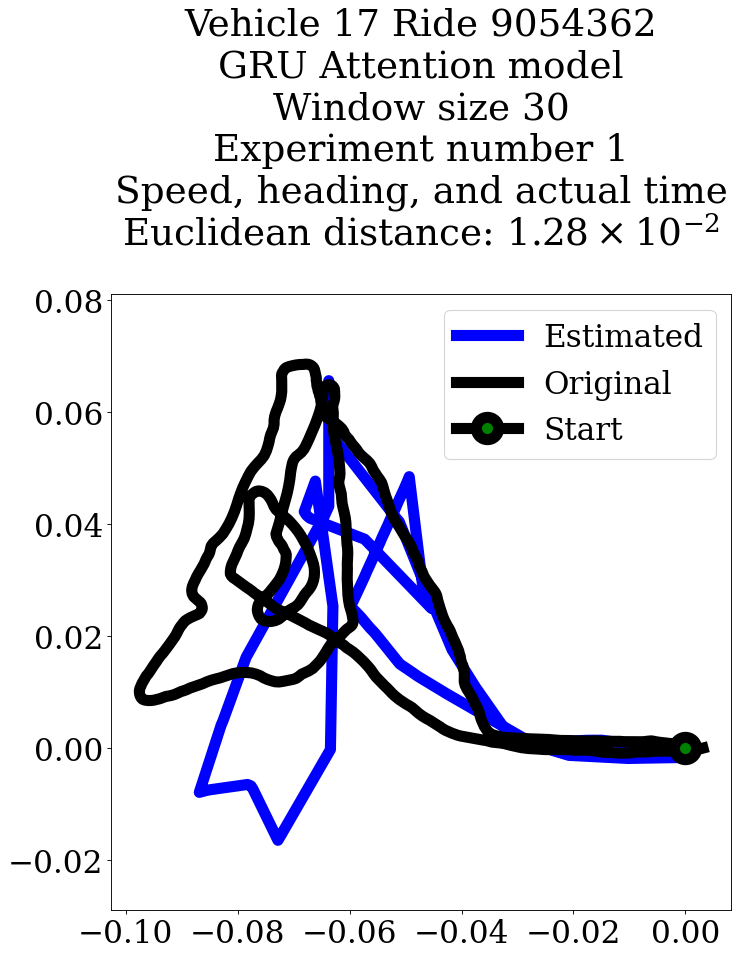 Vehicle 17 Ride 9054362
GRU Attention model
Window size 30
Experiment number 1
Speed, heading, and actual time
Euclidean distance: 1.28 × 10⁻²
0.08
0.06
0.04
0.02
0.00
−0.02
Estimated
Original
Start
−0.10 −0.08 −0.06 −0.04 −0.02 0.00